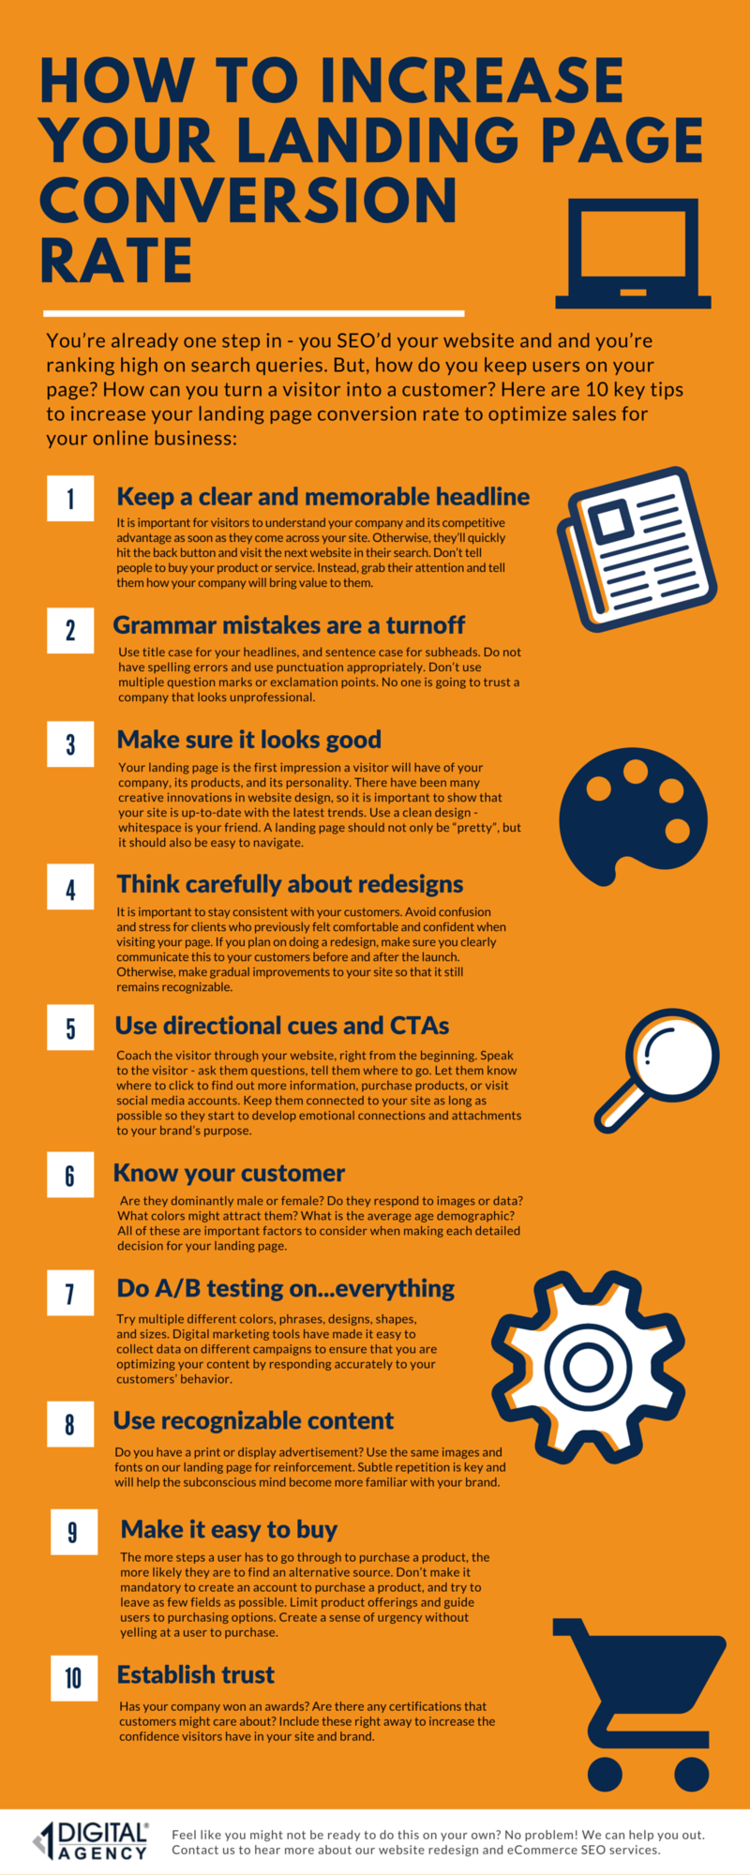 HOW TO INCREASE
YOUR LANDING PAGE
CONVERSION
RATE
You're already one step in - you SEO'd your website and and you're
ranking high on search queries. But, how do you keep users on your
page? How can you turn a visitor into a customer? Here are 10 key tips
to increase your landing page conversion rate to optimize sales for
your online business:
1
Keep a clear and memorable headline
It is important for visitors to understand your company and its competitive
advantage as soon as they come across your site. Otherwise, they'll quickly
hit the back button and visit the next website in their search. Don't tell
people to buy your product or service. Instead, grab their attention and tell
them how your company will bring value to them.
2
Grammar mistakes are a turnoff
Use title case for your headlines, and sentence case for subheads. Do not
have spelling errors and use punctuation appropriately. Don't use
multiple question marks or exclamation points. No one is going to trust a
company that looks unprofessional.
3
Make sure it looks good
Your landing page is the first impression a visitor will have of your
company, its products, and its personality. There have been many
creative innovations in website design, so it is important to show that
your site is up-to-date with the latest trends. Use a clean design -
whitespace is your friend. A landing page should not only be "pretty", but
it should also be easy to navigate.
4
Think carefully about redesigns
It is important to stay consistent with your customers. Avoid confusion
and stress for clients who previously felt comfortable and confident when
visiting your page. If you plan on doing a redesign, make sure you clearly
communicate this to your customers before and after the launch.
Otherwise, make gradual improvements to your site so that it still
remains recognizable.
5
Use directional cues and CTAs
Coach the visitor through your website, right from the beginning. Speak
to the visitor - ask them questions, tell them where to go. Let them know
where to click to find out more information, purchase products, or visit
social media accounts. Keep them connected to your site as long as
possible so they start to develop emotional connections and attachments
to your brand's purpose.
6
Know your customer
Are they dominantly male or female? Do they respond to images or data?
What colors might attract them? What is the average age demographic?
All of these are important factors to consider when making each detailed
decision for your landing page.
7
Do A/B testing on...everything
Try multiple different colors, phrases, designs, shapes,
and sizes. Digital marketing tools have made it easy to
collect data on different campaigns to ensure that you are
optimizing your content by responding accurately to your
customers' behavior.
8
Use recognizable content
Do you have a print or display advertisement? Use the same images and
fonts on our landing page for reinforcement. Subtle repetition is key and
will help the subconscious mind become more familiar with your brand.
9
Make it easy to buy
The more steps a user has to go through to purchase a product, the
more likely they are to find an alternative source. Don't make it
mandatory to create an account to purchase a product, and try to
leave as few fields as possible. Limit product offerings and guide
users to purchasing options. Create a sense of urgency without
yelling at a user to purchase.
10
Establish trust
Has your company won an awards? Are there any certifications that
customers might care about? Include these right away to increase the
confidence visitors have in your site and brand.
1DIGITAL®
AGENCY
Feel like you might not be ready to do this on your own? No problem! We can help you out.
Contact us to hear more about our website redesign and eCommerce SEO services.